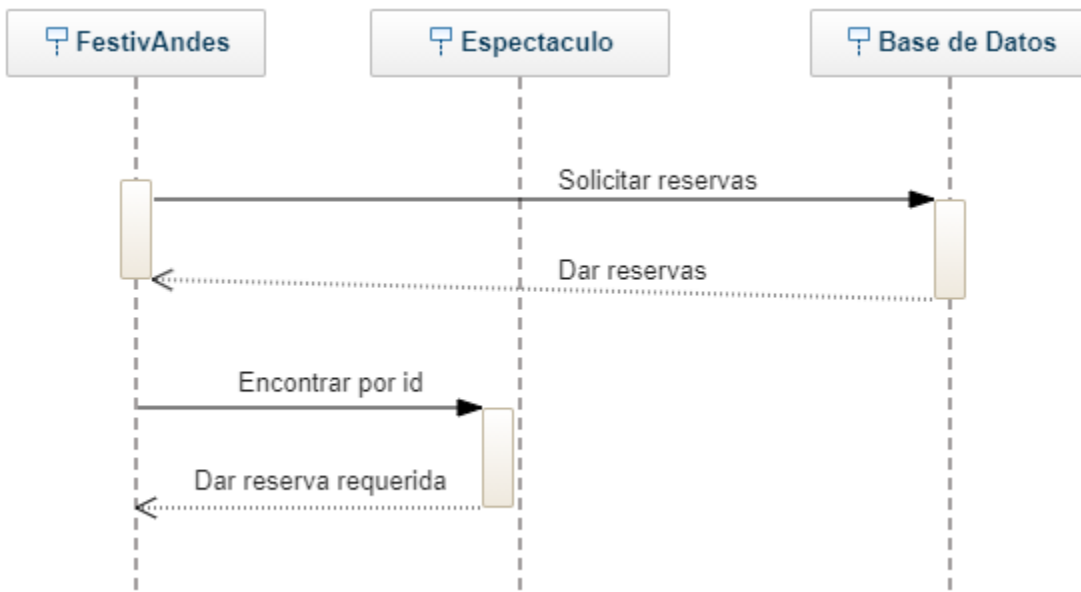 FestivAndes
Espectaculo
Base de Datos
Solicitar reservas
Dar reservas
Encontrar por id
Dar reserva requerida